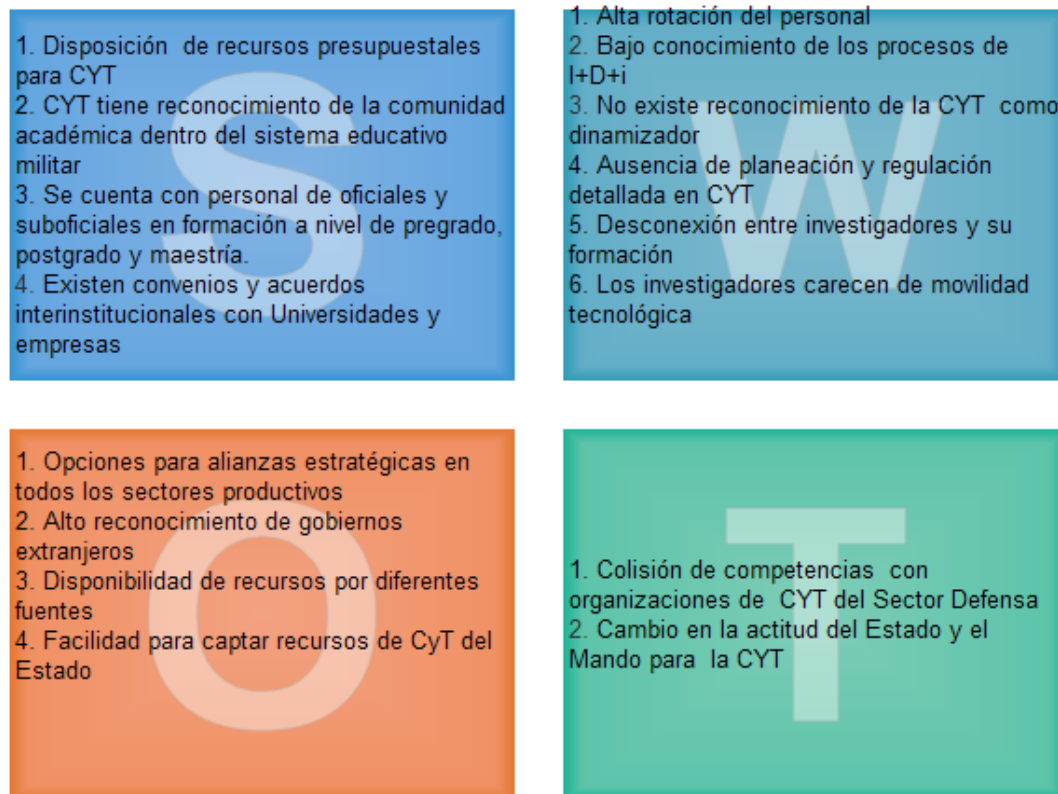 S
1. Disposición  de recursos presupuestales
para CYT
2. CYT tiene reconocimiento de la comunidad
académica dentro del sistema educativo
militar
3. Se cuenta con personal de oficiales y
suboficiales en formación a nivel de pregrado,
postgrado y maestría.
4. Existen convenios y acuerdos
interinstitucionales con Universidades y
empresas
W
1. Alta rotación del personal
2. Bajo conocimiento de los procesos de
I+D+i
3. No existe reconocimiento de la CYT  como
dinamizador
4. Ausencia de planeación y regulación
detallada en CYT
5. Desconexión entre investigadores y su
formación
6. Los investigadores carecen de movilidad
tecnológica
O
1. Opciones para alianzas estratégicas en
todos los sectores productivos
2. Alto reconocimiento de gobiernos
extranjeros
3. Disponibilidad de recursos por diferentes
fuentes
4. Facilidad para captar recursos de CyT del
Estado
T
1. Colisión de competencias  con
organizaciones de  CYT del Sector Defensa
2. Cambio en la actitud del Estado y el
Mando para  la CYT